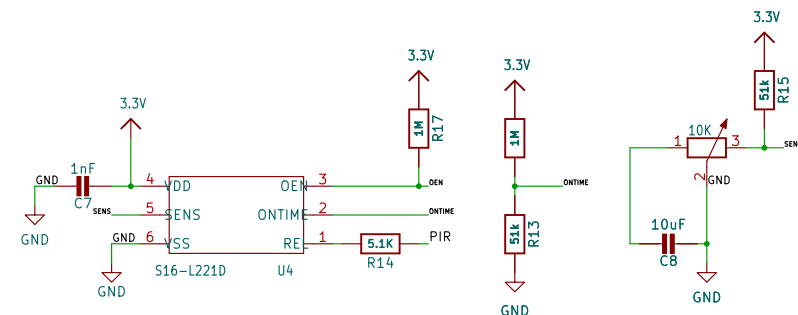 3.3V
1M
R17
3.3V
1nF
GND
C7
GND
4
VDD
SENS
5
SENS
GND
6
VSS
GND
OEN
3
OEN
ONTIME
2
ONTIME
REL
1
5.1K
R14
PIR
S16-L221D
U4
3.3V
1M
ONTIME
51k
R13
GND
3.3V
51k
R15
10K
1
3
SEN
2
GND
10uF
C8
GND